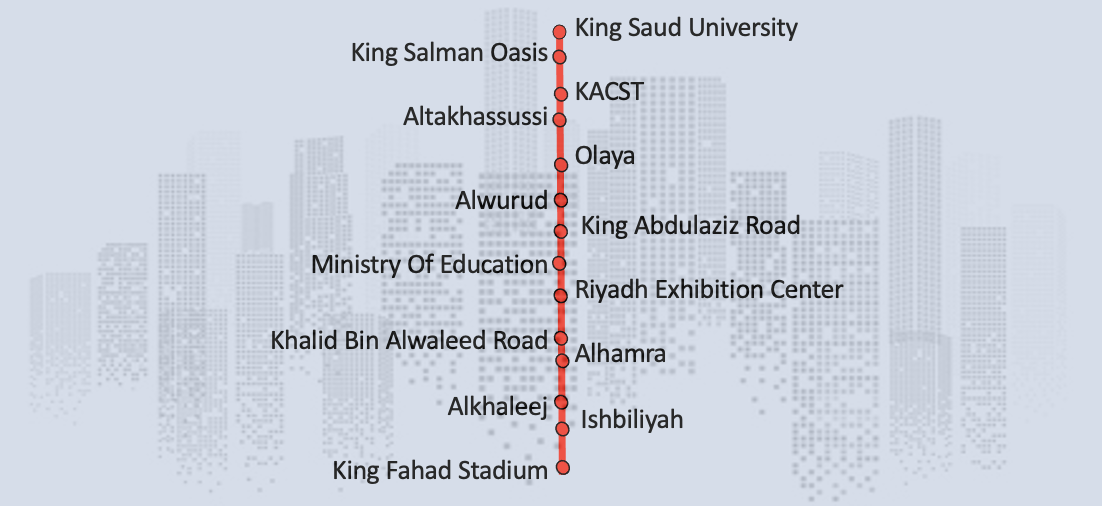 King Saud University
King Salman Oasis
KACST
Altakhassussi
Olaya
Alwurud
King Abdulaziz Road
Ministry Of Education
Riyadh Exhibition Center
Khalid Bin Alwaleed Road
Alhamra
Alkhaleej
Ishbiliyah
King Fahad Stadium